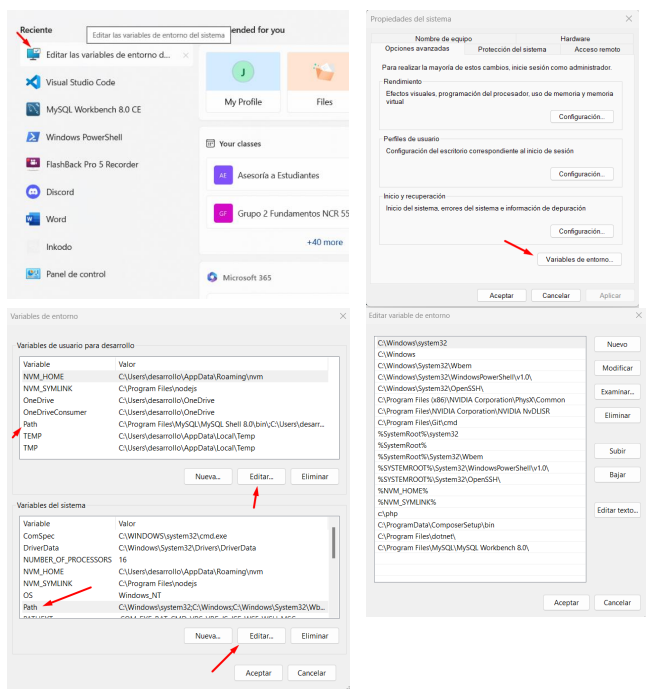 Reciente
Editar las variables de entorno del sistema
ended for you
Editar las variables de entorno d...
Visual Studio Code
MySQL Workbench 8.0 CE
Windows PowerShell
FlashBack Pro 5 Recorder
Discord
Word
Inkodo
Panel de control
J
My Profile
Files
Your classes
AE Asesoría a Estudiantes
GF Grupo 2 Fundamentos NCR 55
+40 more
Microsoft 365
Propiedades del sistema
Nombre de equipo Hardware
Opciones avanzadas Protección del sistema Acceso remoto
Para realizar la mayoría de estos cambios, inicie sesión como administrador.
Rendimiento
Efectos visuales, programación del procesador, uso de memoria y memoria
virtual
Configuración...
Perfiles de usuario
Configuración del escritorio correspondiente al inicio de sesión
Configuración...
Inicio y recuperación
Inicio del sistema, errores del sistema e información de depuración
Configuración...
Variables de entorno...
Aceptar Cancelar Aplicar
Variables de entorno
Variables de usuario para desarrollo
Variable Valor
NVM_HOME C:\Users\desarrollo\AppData\Roaming\nvm
NVM_SYMLINK C:\Program Files\nodejs
OneDrive C:\Users\desarrollo\OneDrive
OneDriveConsumer C:\Users\desarrollo\OneDrive
Path C:\Program Files\MySQL\MySQL Shell 8.0\bin\;C:\Users\desarr...
TEMP C:\Users\desarrollo\AppData\Local\Temp
TMP C:\Users\desarrollo\AppData\Local\Temp
Nueva... Editar... Eliminar
Variables del sistema
Variable Valor
ComSpec C:\WINDOWS\system32\cmd.exe
DriverData C:\Windows\System32\Drivers\DriverData
NUMBER_OF_PROCESSORS 16
NVM_HOME C:\Users\desarrollo\AppData\Roaming\nvm
NVM_SYMLINK C:\Program Files\nodejs
OS Windows_NT
Path C:\Windows\system32;C:\Windows;C:\Windows\System32\Wb...
Nueva... Editar... Eliminar
Aceptar Cancelar
Editar variable de entorno
C:\Windows\system32
C:\Windows
C:\Windows\System32\Wbem
C:\Windows\System32\WindowsPowerShell\v1.0\
C:\Windows\System32\OpenSSH\
C:\Program Files (x86)\NVIDIA Corporation\PhysX\Common
C:\Program Files\NVIDIA Corporation\NVIDIA NvDLISR
C:\Program Files\Git\cmd
%SystemRoot%\system32
%SystemRoot%
%SystemRoot%\System32\Wbem
%SYSTEMROOT%\System32\WindowsPowerShell\v1.0\
%SYSTEMROOT%\System32\OpenSSH\
%NVM_HOME%
%NVM_SYMLINK%
c:\php
C:\ProgramData\ComposerSetup\bin
C:\Program Files\dotnet\
C:\Program Files\MySQL\MySQL Workbench 8.0\
Nuevo
Modificar
Examinar...
Eliminar
Subir
Bajar
Editar texto...
Aceptar Cancelar